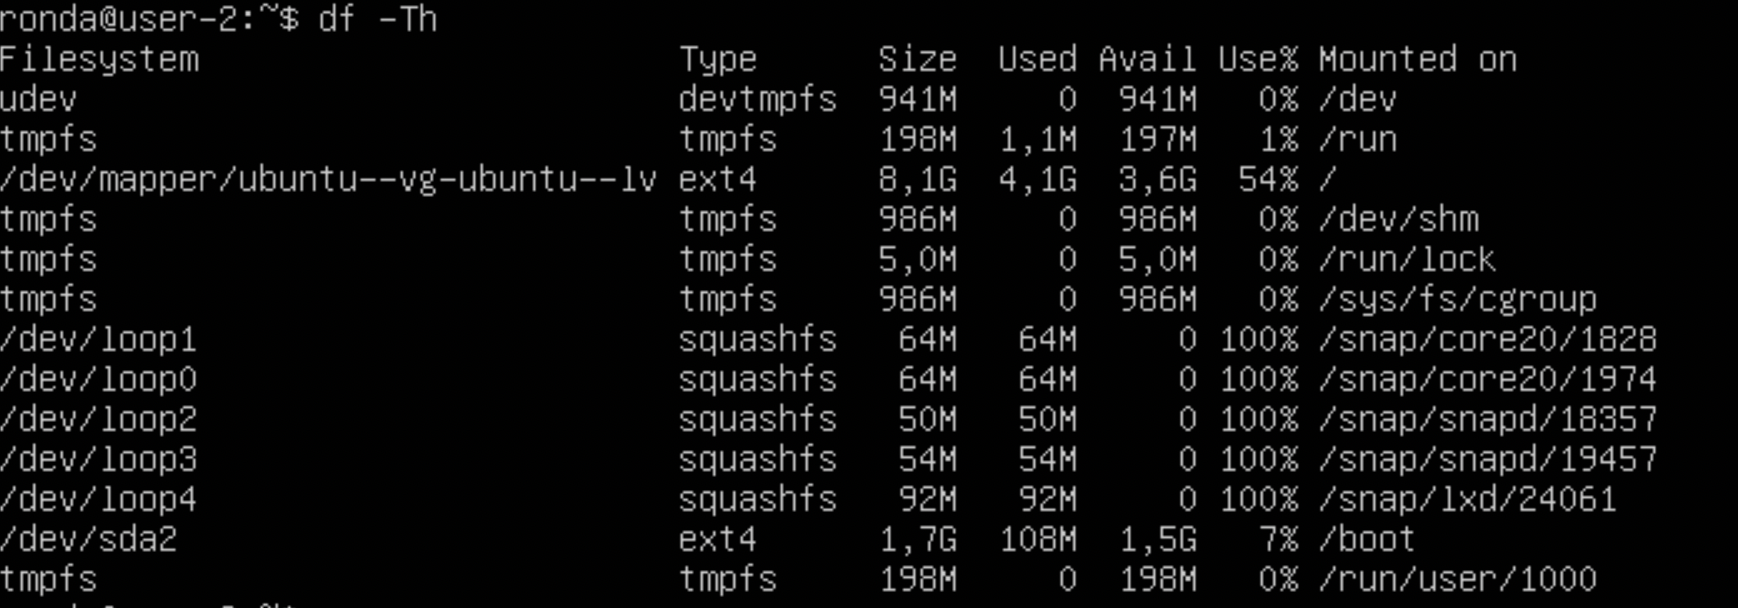 ronda@user-2:~$ df -Th
Filesystem Type Size Used Avail Use% Mounted on
udev devtmpfs 941M 0 941M 0% /dev
tmpfs tmpfs 198M 1,1M 197M 1% /run
/dev/mapper/ubuntu--vg-ubuntu--lv ext4 8,1G 4,1G 3,6G 54% /
tmpfs tmpfs 986M 0 986M 0% /dev/shm
tmpfs tmpfs 5,0M 0 5,0M 0% /run/lock
tmpfs tmpfs 986M 0 986M 0% /sys/fs/cgroup
/dev/loop1 squashfs 64M 64M 0 100% /snap/core20/1828
/dev/loop0 squashfs 64M 64M 0 100% /snap/core20/1974
/dev/loop2 squashfs 50M 50M 0 100% /snap/snapd/18357
/dev/loop3 squashfs 54M 54M 0 100% /snap/snapd/19457
/dev/loop4 squashfs 92M 92M 0 100% /snap/lxd/24061
/dev/sda2 ext4 1,7G 108M 1,5G 7% /boot
tmpfs tmpfs 198M 0 198M 0% /run/user/1000